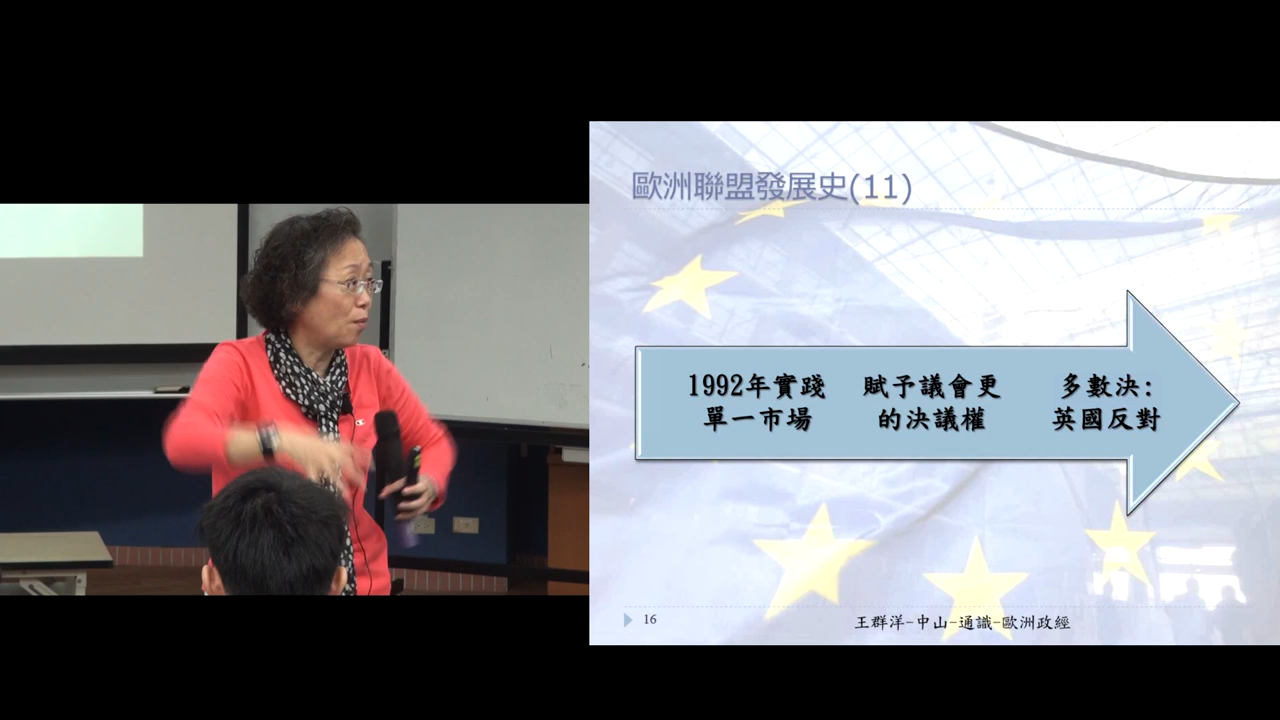 歐洲聯盟發展史(11)
1992年實踐
單一市場
賦予議會更
的決議權
多數決:
英國反對
16
王群洋-中山-通識-歐洲政經